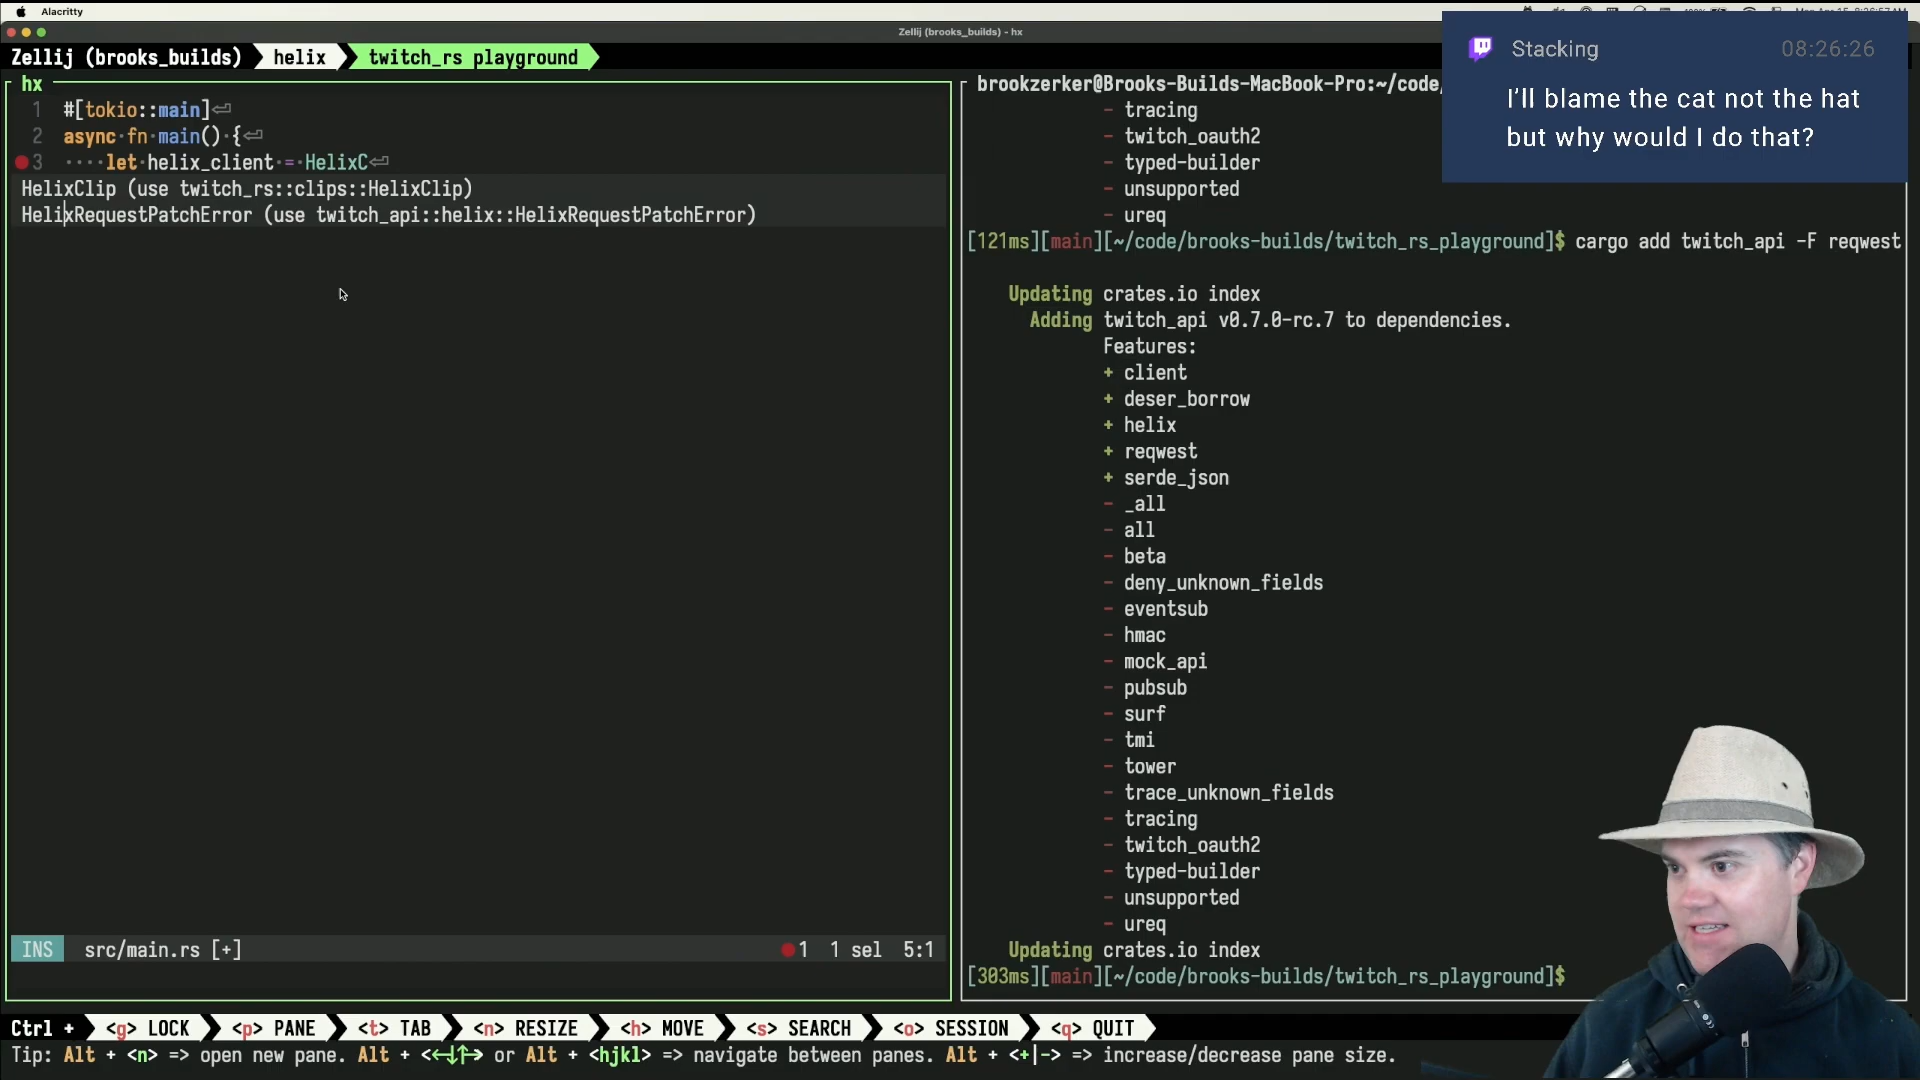 Alacritty
Zellij (brooks_builds) - hx
Zellij (brooks_builds) helix twitch_rs playground
Stacking 08:26:26
I'll blame the cat not the hat
but why would I do that?
hx
1 #[tokio::main]⏎
2 async·fn·main()·{⏎
3 ····let·helix_client·=·HelixC⏎
HelixClip (use twitch_rs::clips::HelixClip)
HelixRequestPatchError (use twitch_api::helix::HelixRequestPatchError)
INS src/main.rs [+] 1 1 sel 5:1
brookzerker@Brooks-Builds-MacBook-Pro:~/code/
- tracing
- twitch_oauth2
- typed-builder
- unsupported
- ureq
[121ms][main][~/code/brooks-builds/twitch_rs_playground]$ cargo add twitch_api -F reqwest
Updating crates.io index
Adding twitch_api v0.7.0-rc.7 to dependencies.
Features:
+ client
+ deser_borrow
+ helix
+ reqwest
+ serde_json
- _all
- all
- beta
- deny_unknown_fields
- eventsub
- hmac
- mock_api
- pubsub
- surf
- tmi
- tower
- trace_unknown_fields
- tracing
- twitch_oauth2
- typed-builder
- unsupported
- ureq
Updating crates.io index
[303ms][main][~/code/brooks-builds/twitch_rs_playground]$
Ctrl + <g> LOCK <p> PANE <t> TAB <n> RESIZE <h> MOVE <s> SEARCH <o> SESSION <q> QUIT
Tip: Alt + <n> => open new pane. Alt + <←↓↑→> or Alt + <hjkl> => navigate between panes. Alt + <+|-> => increase/decrease pane size.